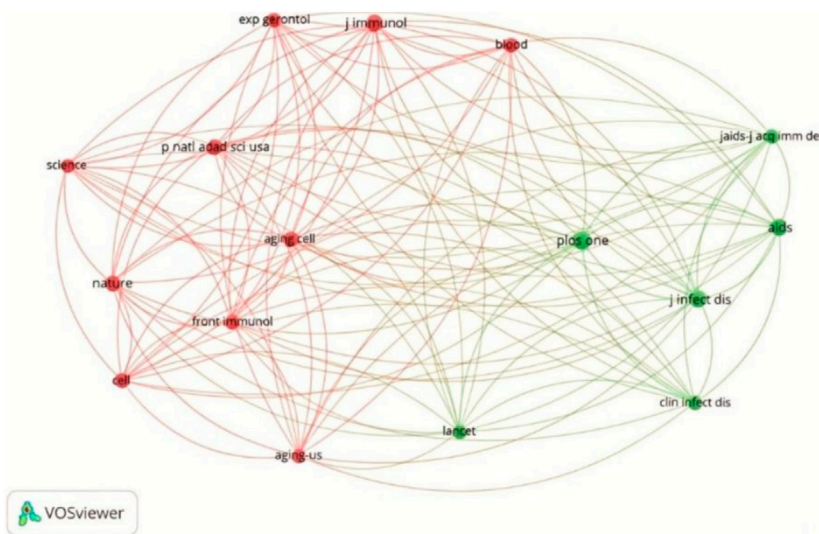 exp gerontol
j immunol
blood
jaids-j acq imm de
p natl acad sci usa
science
aids
aging cell
plos one
nature
j infect dis
front immunol
cell
clin infect dis
lancet
aging-us
VOSviewer